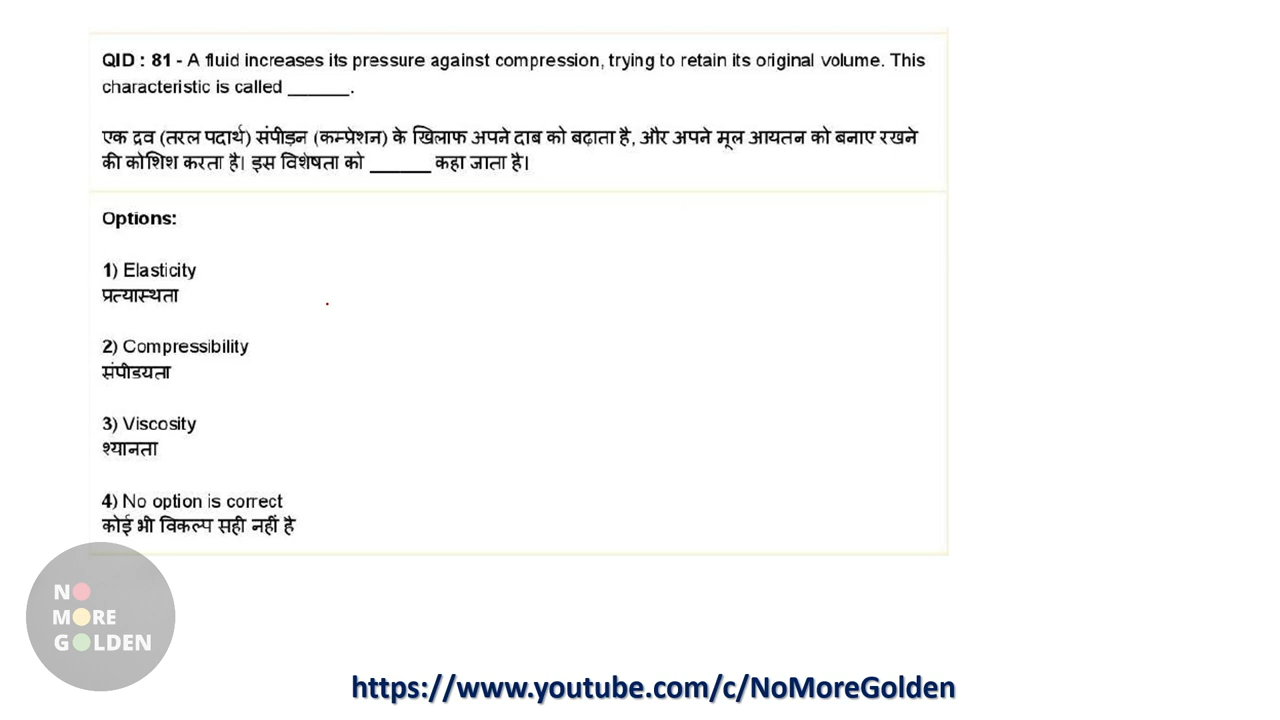 QID : 81 - A fluid increases its pressure against compression, trying to retain its original volume. This
characteristic is called ______.
एक द्रव (तरल पदार्थ) संपीड़न (कम्प्रेशन) के खिलाफ अपने दाब को बढ़ाता है, और अपने मूल आयतन को बनाए रखने
की कोशिश करता है। इस विशेषता को ______ कहा जाता है।
Options:
1) Elasticity
प्रत्यास्थता
2) Compressibility
संपीडयता
3) Viscosity
श्यानता
4) No option is correct
कोई भी विकल्प सही नहीं है
NO
MORE
GOLDEN
https://www.youtube.com/c/NoMoreGolden